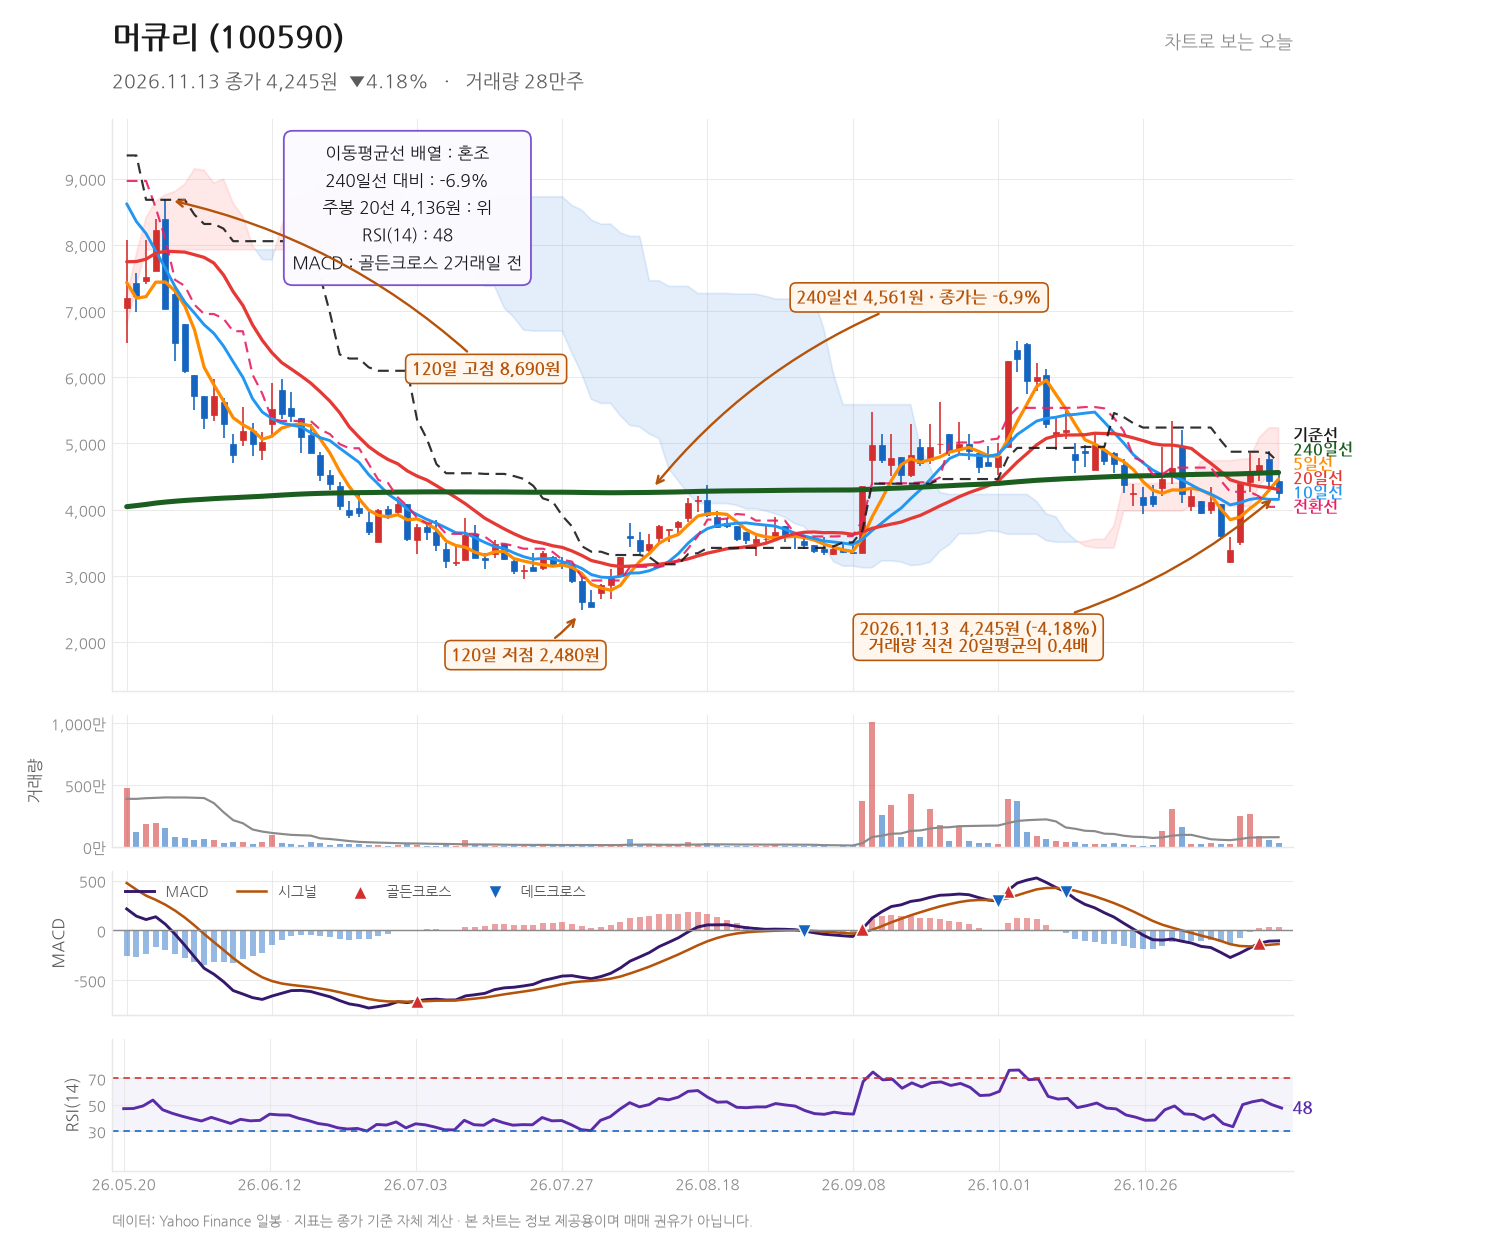 머큐리 (100590)
차트로 보는 오늘
2026.11.13 종가 4,245원 ▼4.18% · 거래량 28만주
이동평균선 배열 : 혼조
240일선 대비 : -6.9%
주봉 20선 4,136원 : 위
RSI(14) : 48
MACD : 골든크로스 2거래일 전
9,000
8,000
7,000
6,000
5,000
4,000
3,000
2,000
240일선 4,561원 · 종가는 -6.9%
120일 고점 8,690원
120일 저점 2,480원
2026.11.13 4,245원 (-4.18%)
거래량 직전 20일평균의 0.4배
기준선
240일선
5일선
20일선
10일선
전환선
거래량
1,000만
500만
0만
MACD
500
0
-500
MACD
시그널
골든크로스
데드크로스
RSI(14)
70
50
30
48
26.05.20
26.06.12
26.07.03
26.07.27
26.08.18
26.09.08
26.10.01
26.10.26
데이터: Yahoo Finance 일봉 · 지표는 종가 기준 자체 계산 · 본 차트는 정보 제공용이며 매매 권유가 아닙니다.